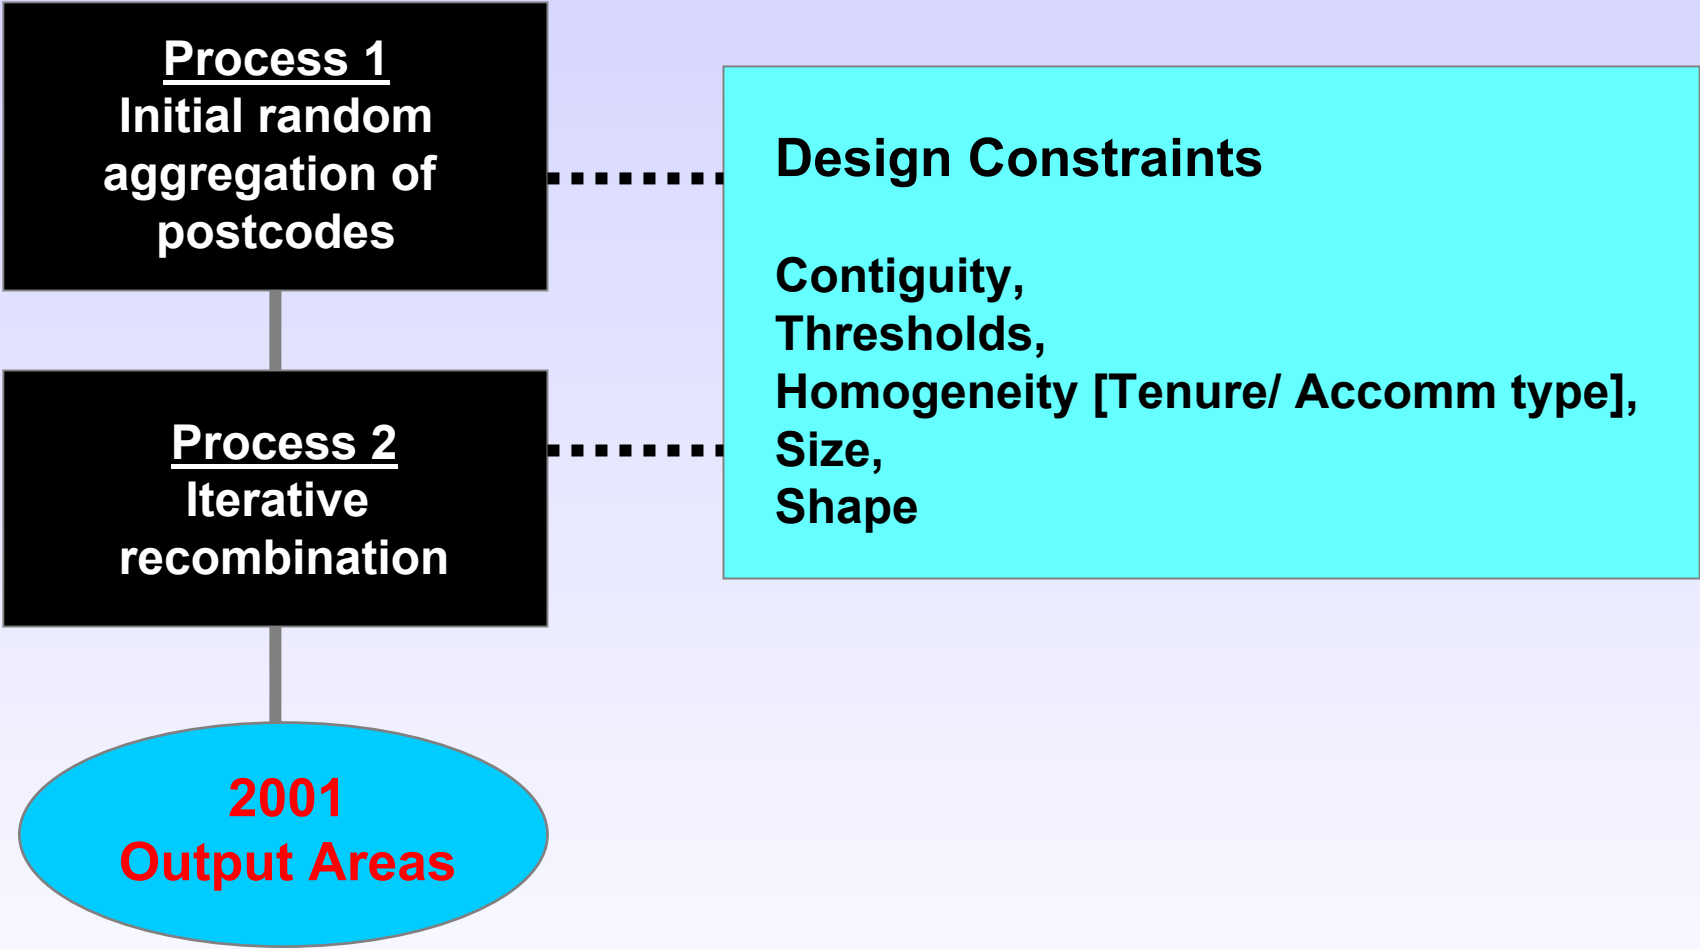 Process 1
Initial random
aggregation of
postcodes
Design Constraints
Contiguity,
Thresholds,
Homogeneity [Tenure/ Accomm type],
Size,
Shape
Process 2
Iterative
recombination
2001
Output Areas